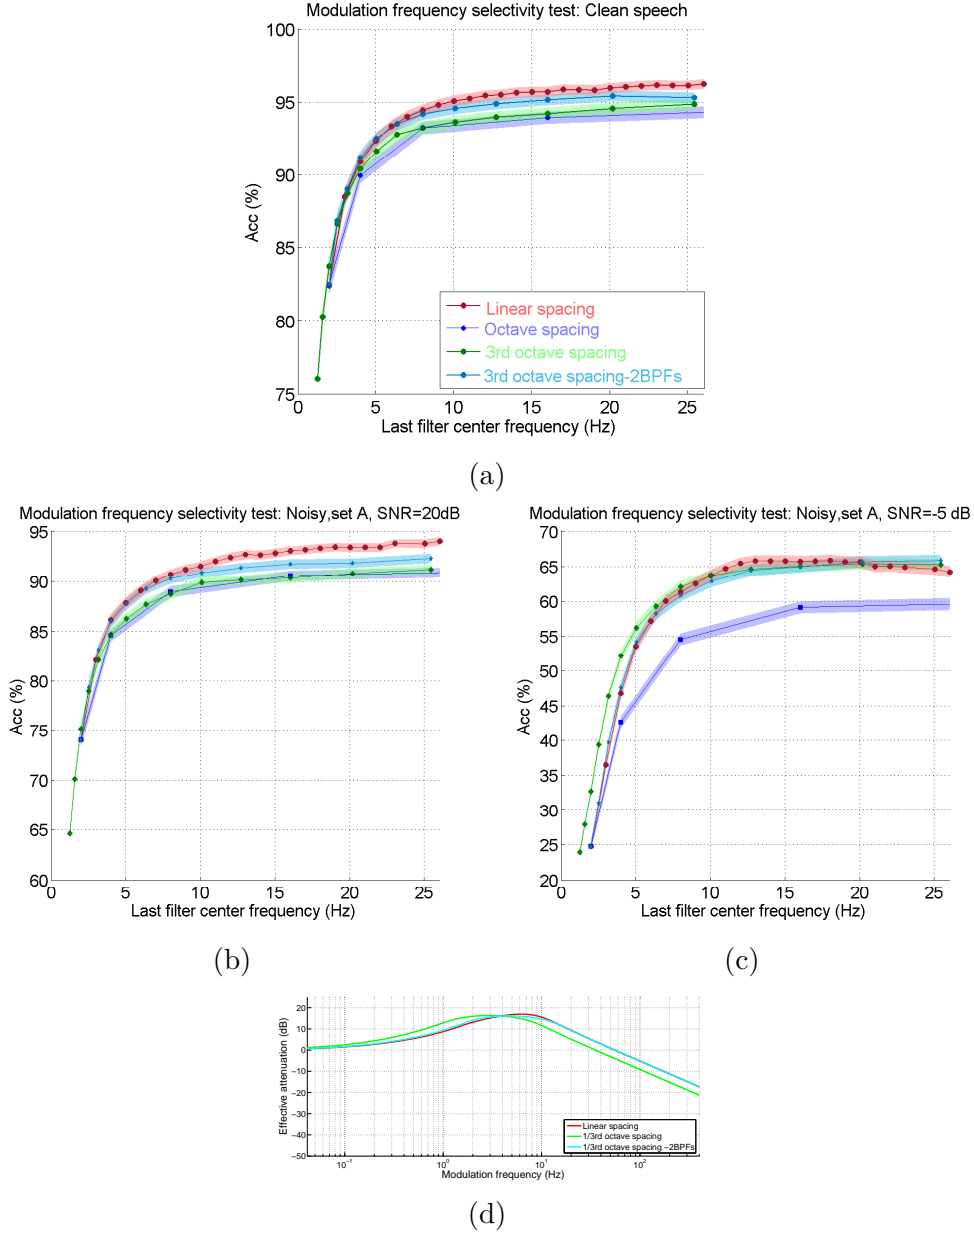 Modulation frequency selectivity test: Clean speech
100
95
90
85
80
75
Acc (%)
Linear spacing
Octave spacing
3rd octave spacing
3rd octave spacing-2BPFs
0 5 10 15 20 25
Last filter center frequency (Hz)
(a)
Modulation frequency selectivity test: Noisy,set A, SNR=20dB
95
90
85
80
75
70
65
60
Acc (%)
0 5 10 15 20 25
Last filter center frequency (Hz)
(b)
Modulation frequency selectivity test: Noisy,set A, SNR=-5 dB
70
65
60
55
50
45
40
35
30
25
20
Acc (%)
0 5 10 15 20 25
Last filter center frequency (Hz)
(c)
20
10
0
−10
−20
−30
−40
−50
Effective attenuation (dB)
Linear spacing
1/3rd octave spacing
1/3rd octave spacing −2BPFs
10⁻¹ 10⁰ 10¹ 10²
Modulation frequency (Hz)
(d)